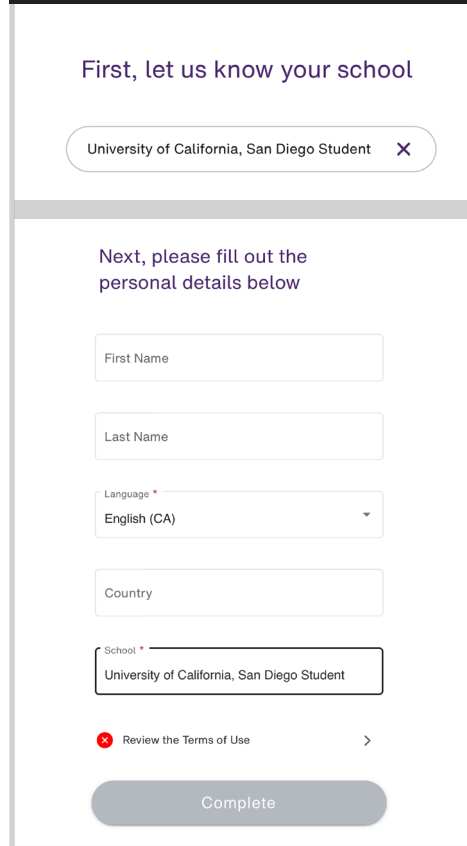 First, let us know your school
University of California, San Diego Student
Next, please fill out the
personal details below
First Name
Last Name
Language *
English (CA)
Country
School *
University of California, San Diego Student
Review the Terms of Use
Complete